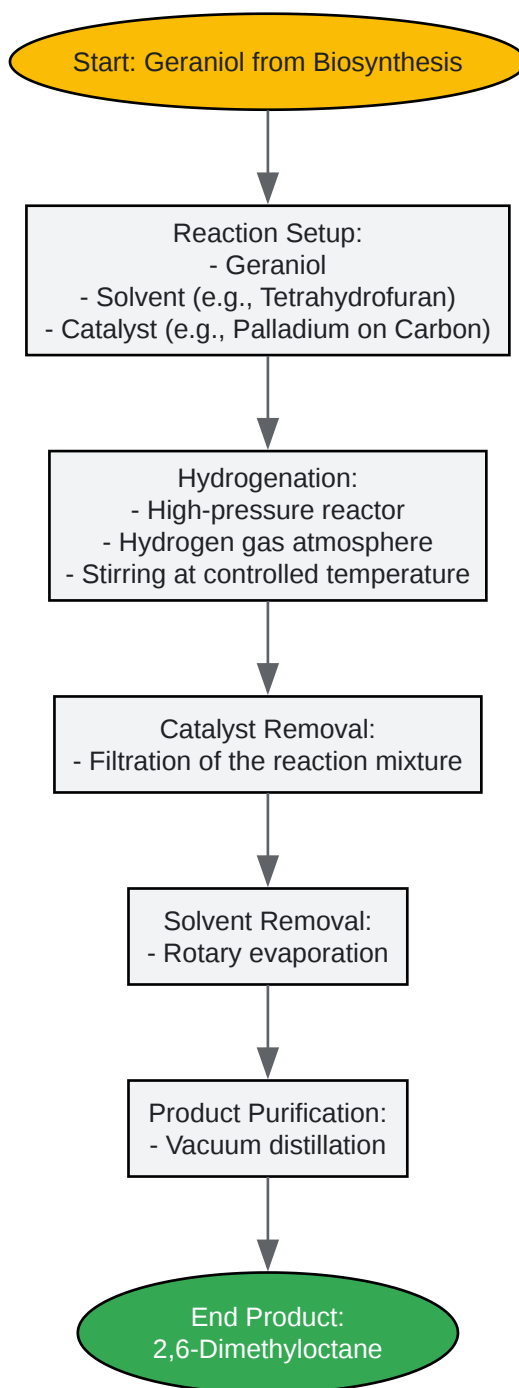 Start: Geraniol from Biosynthesis
Reaction Setup:
- Geraniol
- Solvent (e.g., Tetrahydrofuran)
- Catalyst (e.g., Palladium on Carbon)
Hydrogenation:
- High-pressure reactor
- Hydrogen gas atmosphere
- Stirring at controlled temperature
Catalyst Removal:
- Filtration of the reaction mixture
Solvent Removal:
- Rotary evaporation
Product Purification:
- Vacuum distillation
End Product:
2,6-Dimethyloctane